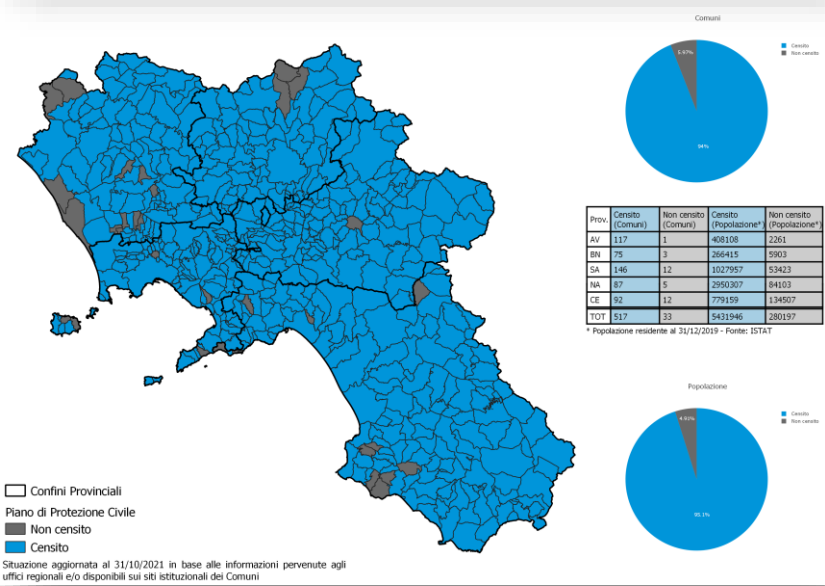 Comuni
Censito
Non censito
5.97%
94%
Prov. Censito (Comuni) Non censito (Comuni) Censito (Popolazione*) Non censito (Popolazione*)
AV 117 1 408108 2261
BN 75 3 266415 5903
SA 146 12 1027957 53423
NA 87 5 2950307 84103
CE 92 12 779159 134507
TOT 517 33 5431946 280197
* Popolazione residente al 31/12/2019 - Fonte: ISTAT
Popolazione
Censito
Non censito
4.91%
95.1%
Confini Provinciali
Piano di Protezione Civile
Non censito
Censito
Situazione aggiornata al 31/10/2021 in base alle informazioni pervenute agli
uffici regionali e/o disponibili sui siti istituzionali dei Comuni